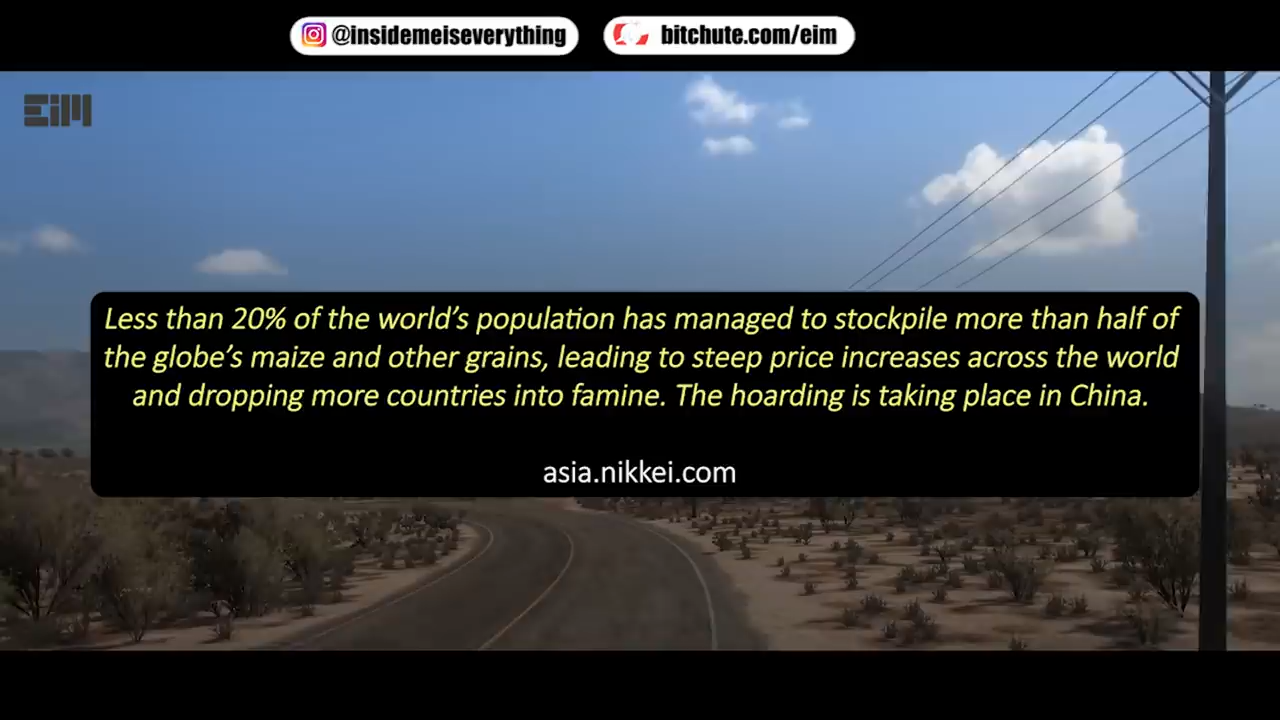 @insidemeiseverything
bitchute.com/eim
EiM
Less than 20% of the world’s population has managed to stockpile more than half of
the globe’s maize and other grains, leading to steep price increases across the world
and dropping more countries into famine. The hoarding is taking place in China.
asia.nikkei.com